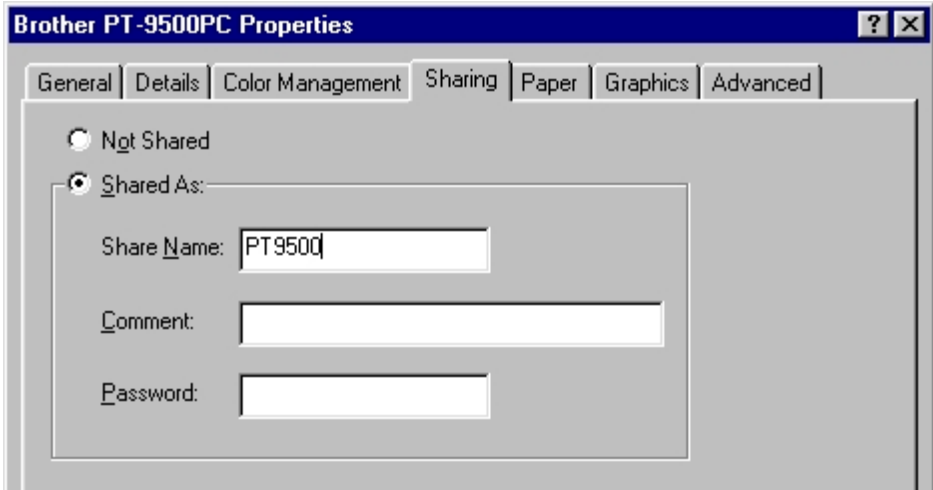 Brother PT-9500PC Properties
General Details Color Management Sharing Paper Graphics Advanced
Not Shared
Shared As:
Share Name: PT9500
Comment:
Password: